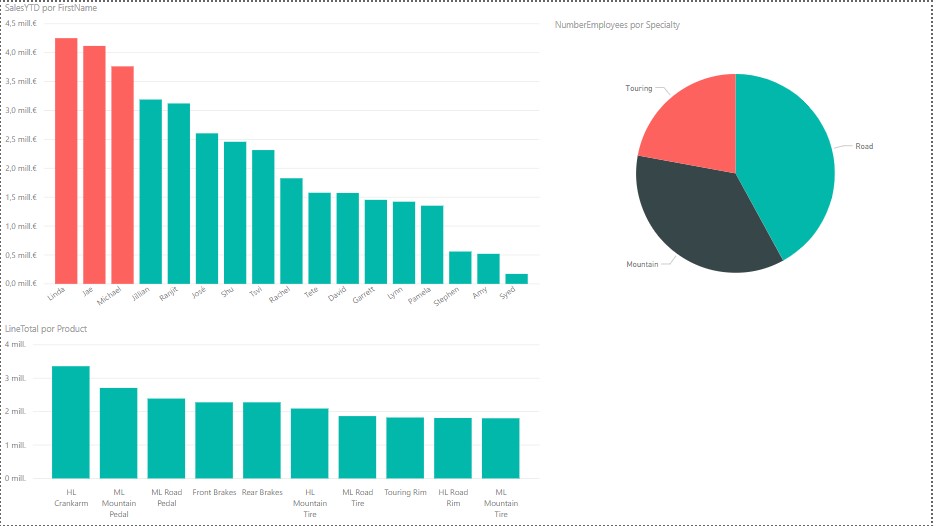 SalesYTD por FirstName
4,5 mill.€
4,0 mill.€
3,5 mill.€
3,0 mill.€
2,5 mill.€
2,0 mill.€
1,5 mill.€
1,0 mill.€
0,5 mill.€
0,0 mill.€
Linda
Jae
Michael
Jillian
Ranjit
José
Shu
Tsvi
Rachel
Tete
David
Garrett
Lynn
Pamela
Stephen
Amy
Syed
NumberEmployees por Specialty
Touring
Road
Mountain
LineTotal por Product
4 mill.
3 mill.
2 mill.
1 mill.
0 mill.
HL
Crankarm
ML
Mountain
Pedal
ML Road
Pedal
Front Brakes
Rear Brakes
HL
Mountain
Tire
ML Road
Tire
Touring Rim
HL Road
Rim
ML
Mountain
Tire